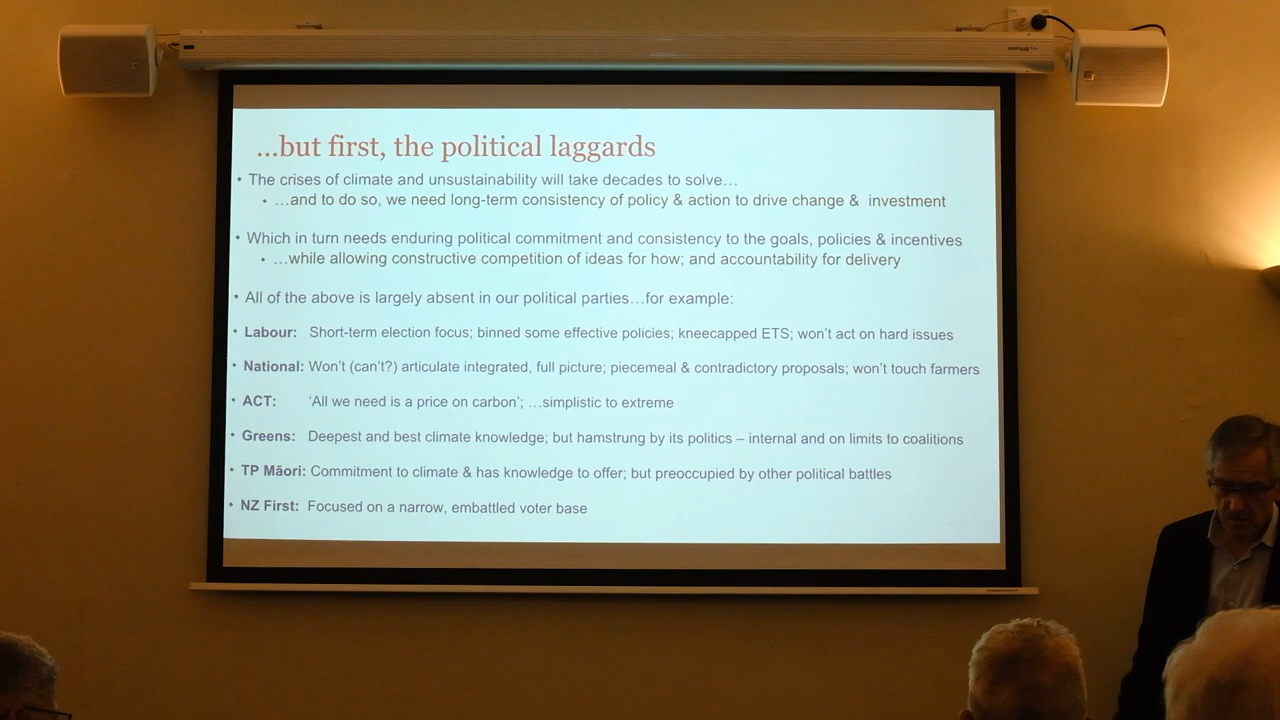 ...but first, the political laggards
• The crises of climate and unsustainability will take decades to solve…
• …and to do so, we need long-term consistency of policy & action to drive change & investment
• Which in turn needs enduring political commitment and consistency to the goals, policies & incentives
• …while allowing constructive competition of ideas for how; and accountability for delivery
• All of the above is largely absent in our political parties…for example:
• Labour: Short-term election focus; binned some effective policies; kneecapped ETS; won't act on hard issues
• National: Won't (can't?) articulate integrated, full picture; piecemeal & contradictory proposals; won't touch farmers
• ACT: 'All we need is a price on carbon'; …simplistic to extreme
• Greens: Deepest and best climate knowledge; but hamstrung by its politics – internal and on limits to coalitions
• TP Māori: Commitment to climate & has knowledge to offer; but preoccupied by other political battles
• NZ First: Focused on a narrow, embattled voter base